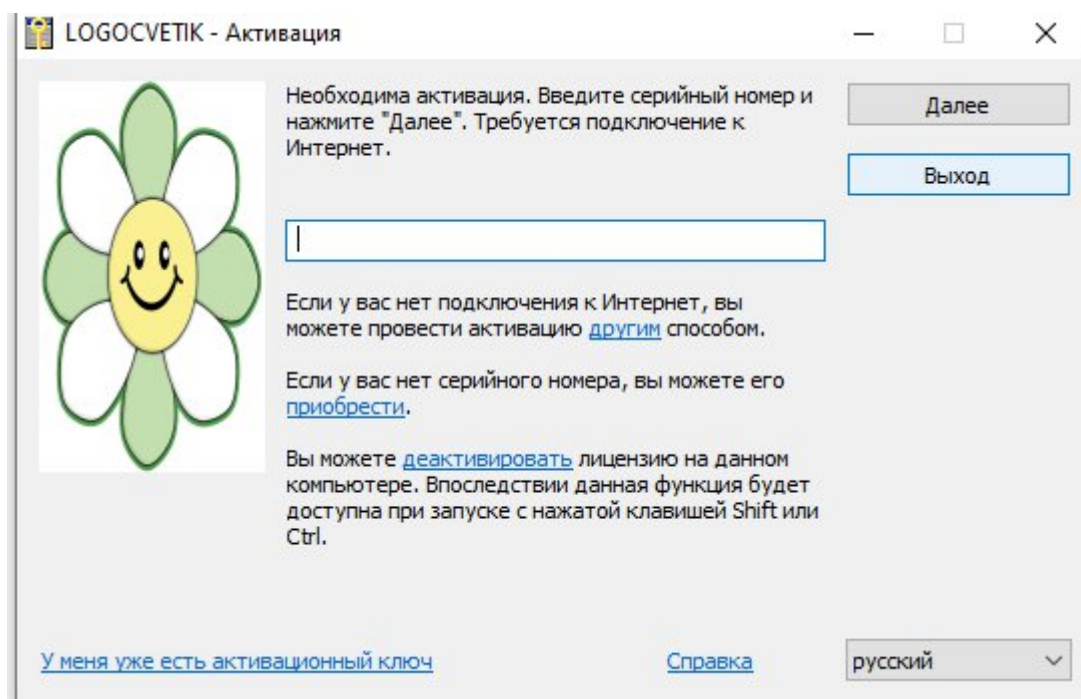 LOGOCVETIK - Активация
Необходима активация. Введите серийный номер и
нажмите "Далее". Требуется подключение к
Интернет.
Далее
Выход
Если у вас нет подключения к Интернет, вы
можете провести активацию другим способом.
Если у вас нет серийного номера, вы можете его
приобрести.
Вы можете деактивировать лицензию на данном
компьютере. Впоследствии данная функция будет
доступна при запуске с нажатой клавишей Shift или
Ctrl.
У меня уже есть активационный ключ
Справка
русский